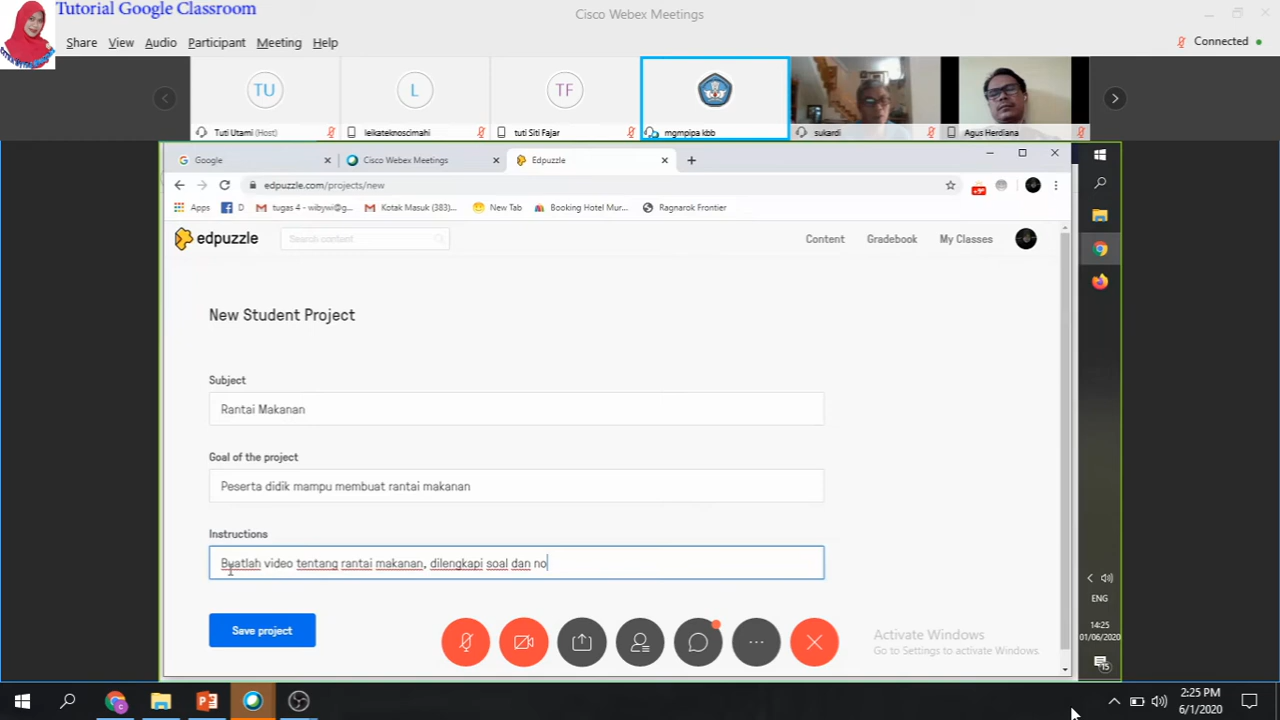 Tutorial Google Classroom
Cisco Webex Meetings
Share View Audio Participant Meeting Help
Connected
TU L TF
Tuti Utami (Host) leikateknoscimahi tuti Siti Fajar mgmpipa kbb sukardi Agus Herdiana
Google Cisco Webex Meetings Edpuzzle
edpuzzle.com/projects/new
Apps D tugas 4 - wibywi@g... Kotak Masuk (383)... New Tab Booking Hotel Mur... Ragnarok Frontier
edpuzzle Search content Content Gradebook My Classes
New Student Project
Subject
Rantai Makanan
Goal of the project
Peserta didik mampu membuat rantai makanan
Instructions
Buatlah video tentang rantai makanan, dilengkapi soal dan no
Save project
Activate Windows
Go to Settings to activate Windows.
ENG
14:25
01/06/2020
15
2:25 PM
6/1/2020